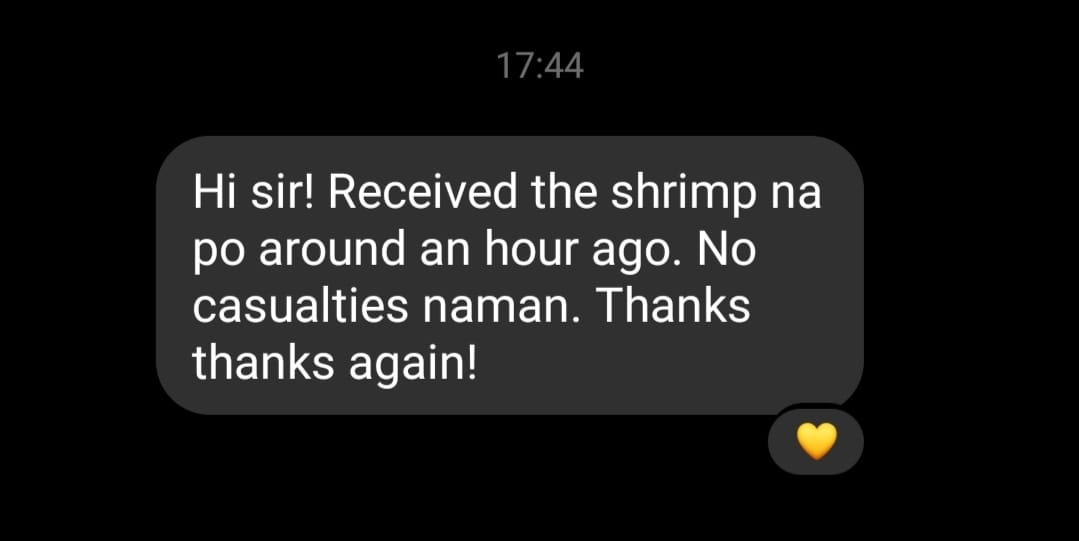 17:44
Hi sir! Received the shrimp na
po around an hour ago. No
casualties naman. Thanks
thanks again!